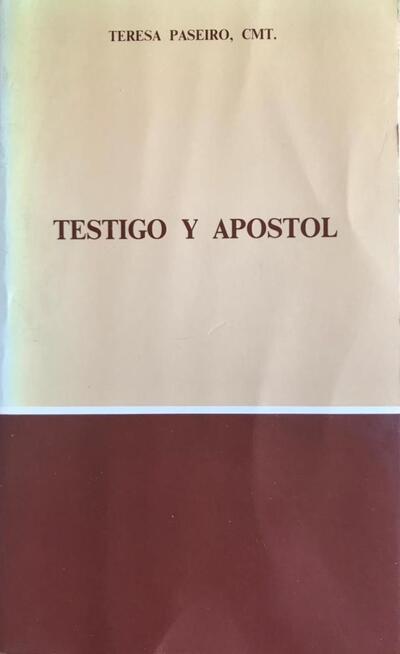 TERESA PASEIRO, CMT.
TESTIGO Y APOSTOL